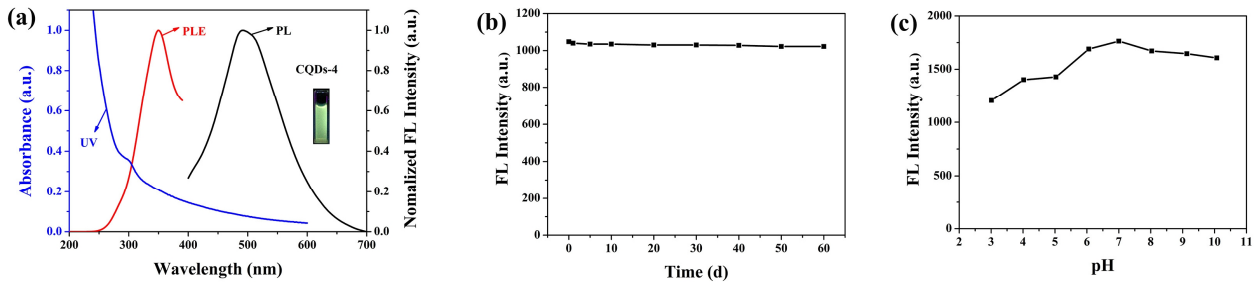 (a)
PLE
PL
CQDs-4
UV
Absorbance (a.u.)
1.0
0.8
0.6
0.4
0.2
0.0
1.0
0.8
0.6
0.4
0.2
0.0
Nomalized FL Intensity (a.u.)
200 300 400 500 600 700
Wavelength (nm)
(b)
FL Intensity (a.u.)
1200
1000
800
600
400
200
0
0 10 20 30 40 50 60
Time (d)
(c)
FL Intensity (a.u.)
2000
1500
1000
500
0
2 3 4 5 6 7 8 9 10 11
pH